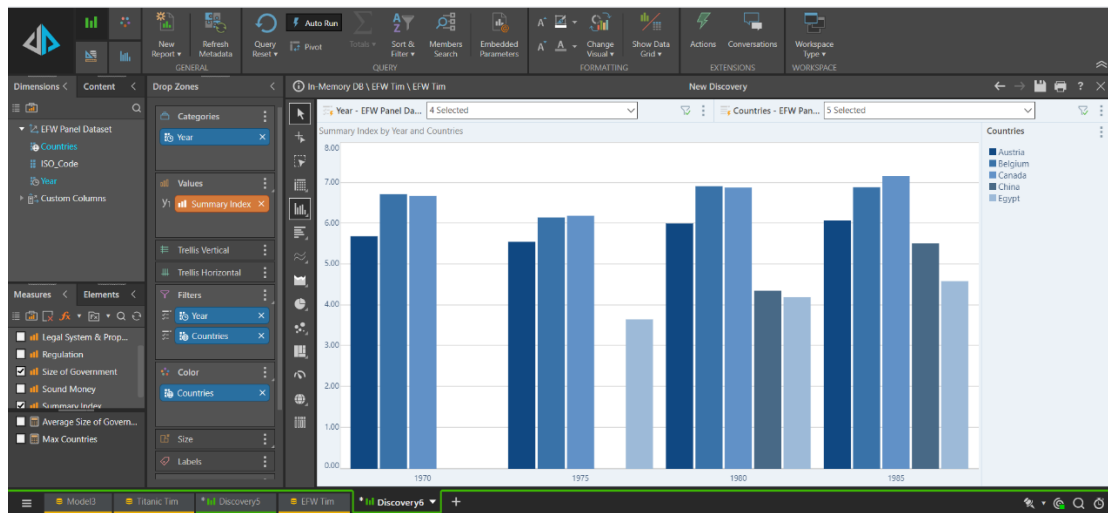 New Report
Refresh Metadata
GENERAL
Query Reset
Auto Run
Pivot
Totals
Sort & Filter
Members Search
QUERY
Embedded Parameters
Change Visual
Show Data Grid
FORMATTING
Actions
Conversations
EXTENSIONS
Workspace Type
WORKSPACE
Dimensions
Content
EFW Panel Dataset
Countries
ISO_Code
Year
Custom Columns
Measures
Elements
Legal System & Prop...
Regulation
Size of Government
Sound Money
Summary Index
Average Size of Govern...
Max Countries
Drop Zones
Categories
Year
Values
Y1 Summary Index
Trellis Vertical
Trellis Horizontal
Filters
Year
Countries
Color
Countries
Size
Labels
In-Memory DB \ EFW Tim \ EFW Tim
New Discovery
Year - EFW Panel Da...
4 Selected
Countries - EFW Pan...
5 Selected
Summary Index by Year and Countries
8.00
7.00
6.00
5.00
4.00
3.00
2.00
1.00
0.00
1970
1975
1980
1985
Countries
Austria
Belgium
Canada
China
Egypt
Model3
Titanic Tim
* Discovery5
EFW Tim
* Discovery6